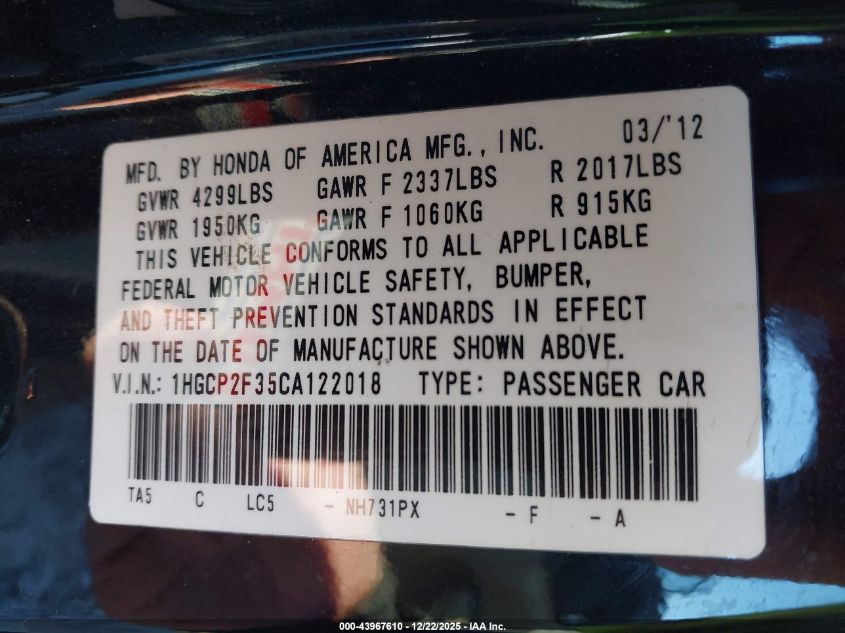 MFD. BY HONDA OF AMERICA MFG., INC. 03/'12
GVWR 4299LBS GAWR F 2337LBS R 2017LBS
GVWR 1950KG GAWR F 1060KG R 915KG
THIS VEHICLE CONFORMS TO ALL APPLICABLE
FEDERAL MOTOR VEHICLE SAFETY, BUMPER,
AND THEFT PREVENTION STANDARDS IN EFFECT
ON THE DATE OF MANUFACTURE SHOWN ABOVE.
V.I.N.: 1HGCP2F35CA122018 TYPE: PASSENGER CAR
TA5 C LC5 - NH731PX - F - A
000-43967610 - 12/22/2025 - IAA Inc.